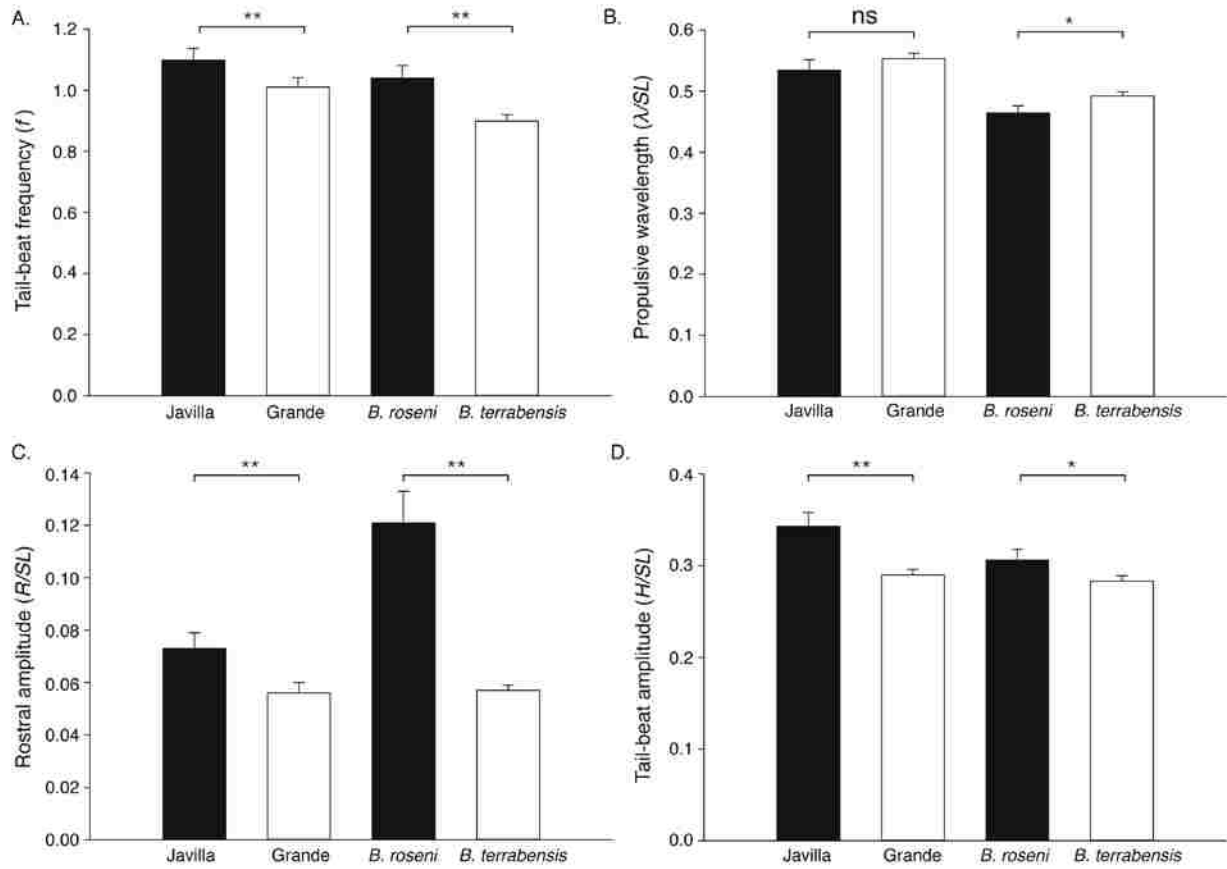 A.
** **
1.2
1.0
0.8
0.6
0.4
0.2
0.0
Tail-beat frequency (f)
Javilla Grande B. roseni B. terrabensis
B.
ns *
0.6
0.5
0.4
0.3
0.2
0.1
0.0
Propulsive wavelength (λ/SL)
Javilla Grande B. roseni B. terrabensis
C.
** **
0.14
0.12
0.10
0.08
0.06
0.04
0.02
0.00
Rostral amplitude (R/SL)
Javilla Grande B. roseni B. terrabensis
D.
** *
0.4
0.3
0.2
0.1
0.0
Tail-beat amplitude (H/SL)
Javilla Grande B. roseni B. terrabensis